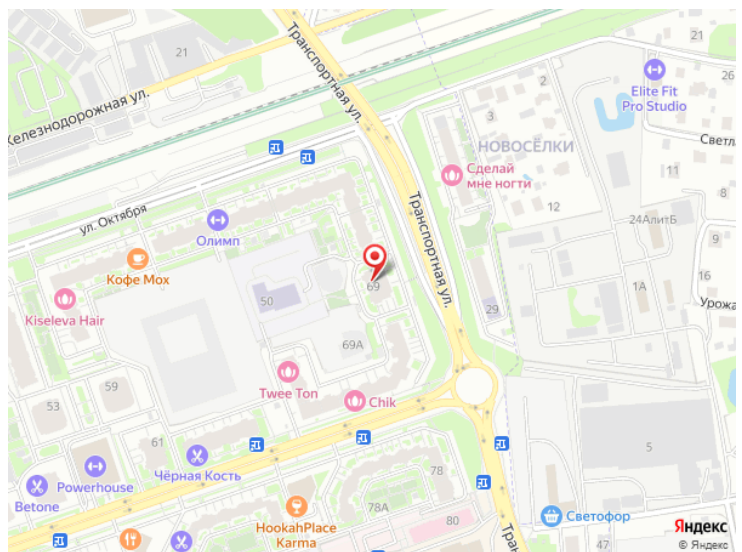 21
Транспортная ул.
21
26
Elite Fit
Pro Studio
2
3
Железнодорожная ул.
НОВОСЁЛКИ
Светл
Сделай
мне ногти
11
8
ул. Октября
Транспортная ул.
12
24АлитБ
Олимп
9
Кофе Мох
16
69
1А
50
29
Урожа
Kiseleva Hair
69А
Twee Ton
59
53
Chik
61
5
Чёрная Кость
Powerhouse
78
Betone
78А
HookahPlace
Karma
80
Светофор
47
Тран
Яндекс
© Яндекс